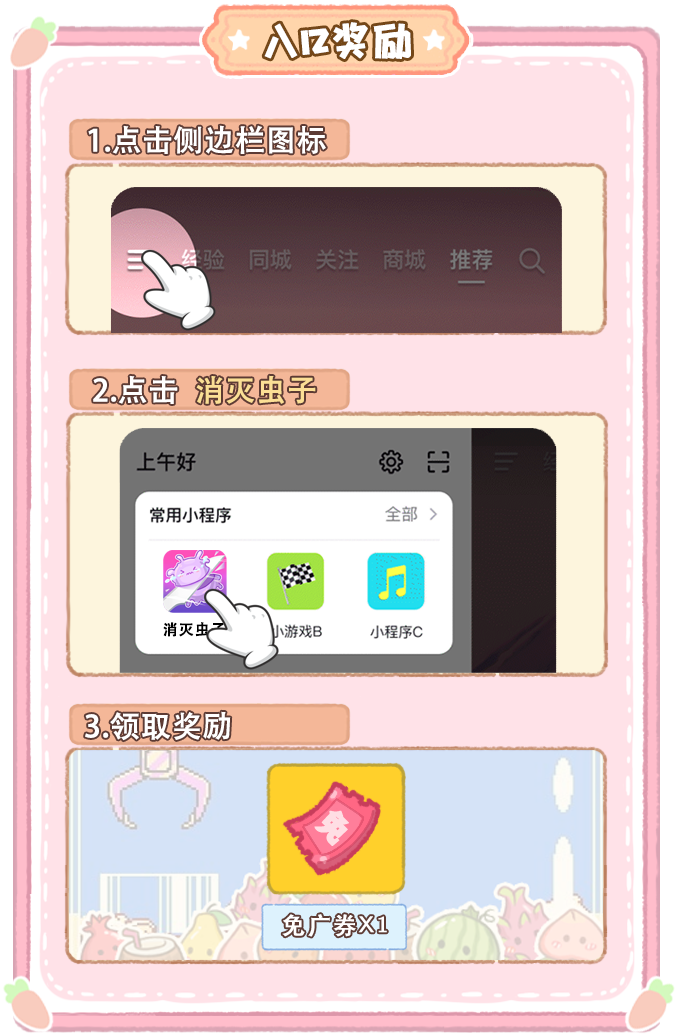 入口奖励
1.点击侧边栏图标
经验 同城 关注 商城 推荐
2.点击 消灭虫子
上午好
常用小程序 全部
消灭虫子 小游戏B 小程序C
3.领取奖励
免广券X1